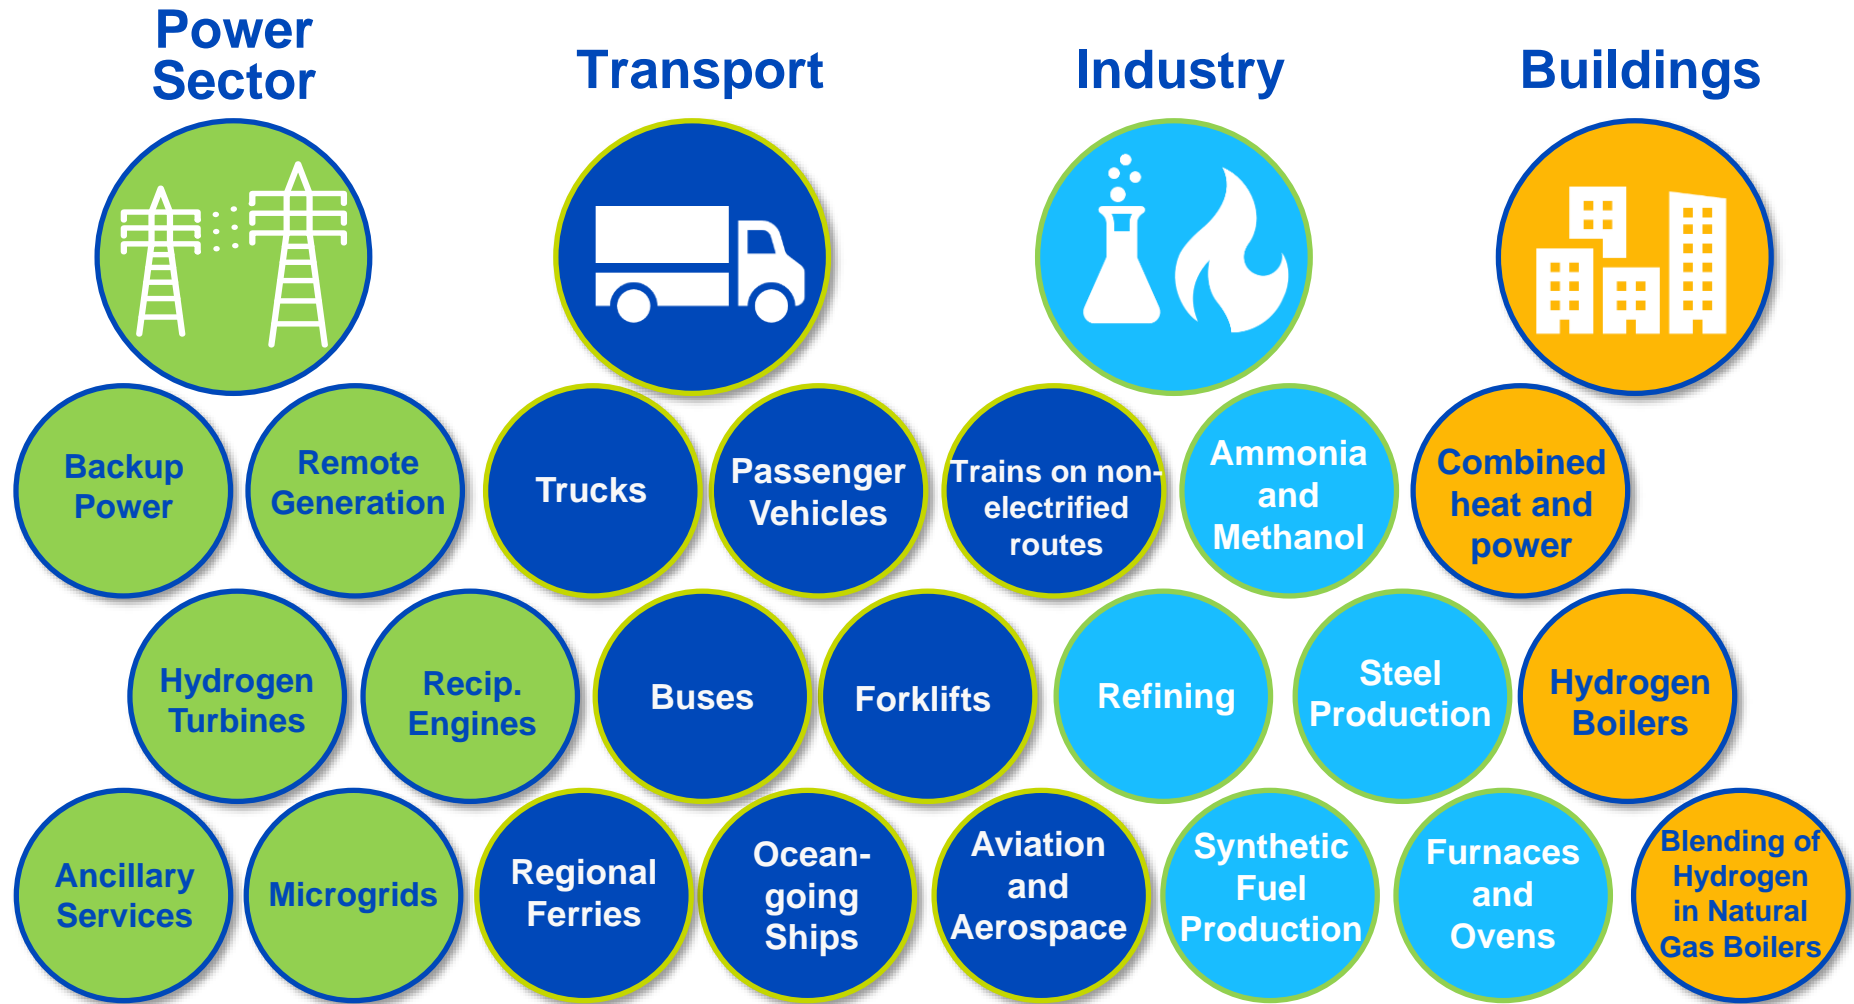 Power
Sector
Transport
Industry
Buildings
Backup
Power
Remote
Generation
Trucks
Passenger
Vehicles
Trains on non-
electrified
routes
Ammonia
and
Methanol
Combined
heat and
power
Hydrogen
Turbines
Recip.
Engines
Buses
Forklifts
Refining
Steel
Production
Hydrogen
Boilers
Ancillary
Services
Microgrids
Regional
Ferries
Ocean-
going
Ships
Aviation
and
Aerospace
Synthetic
Fuel
Production
Furnaces
and
Ovens
Blending of
Hydrogen
in Natural
Gas Boilers